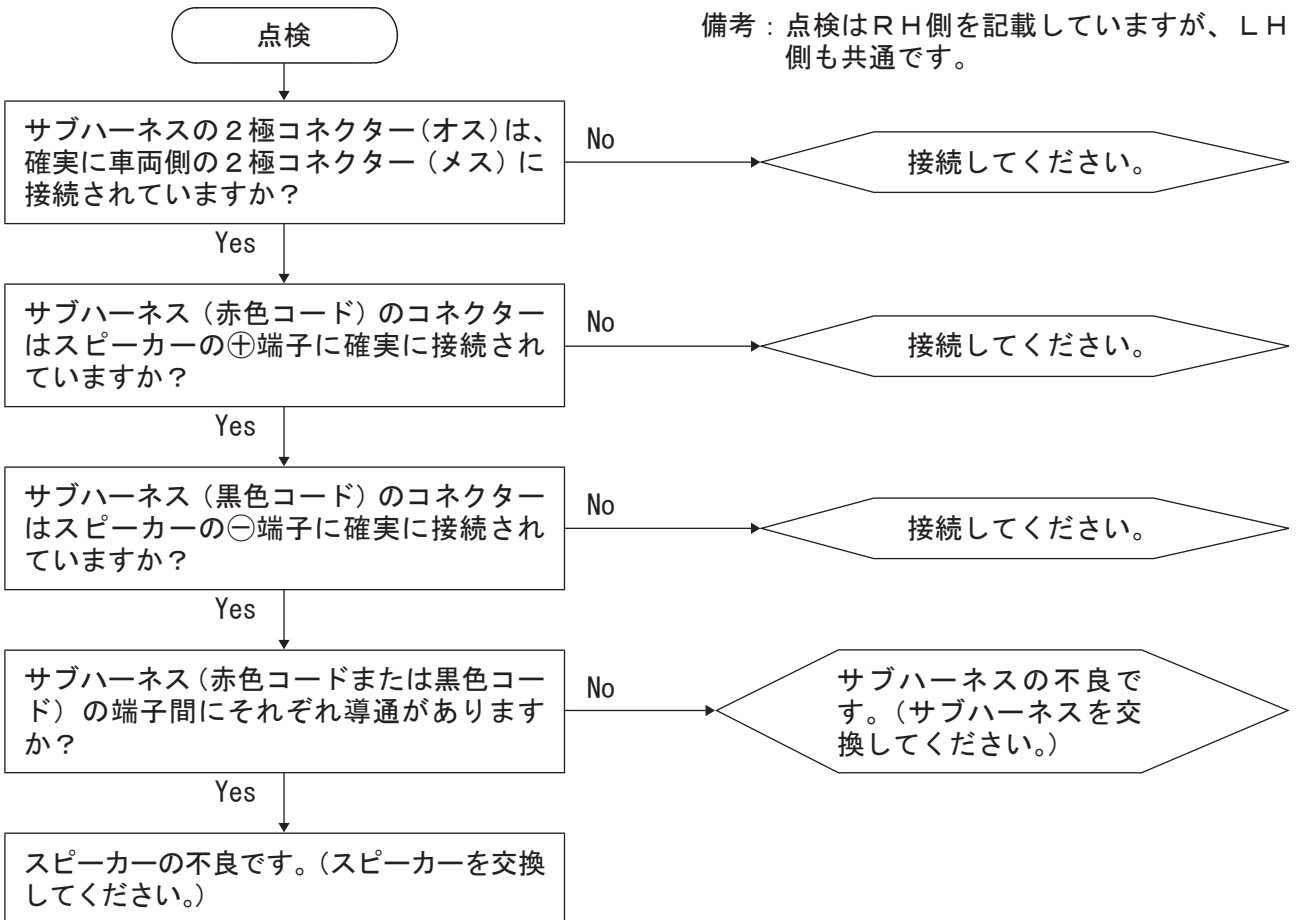 点検
備考：点検はＲＨ側を記載していますが、ＬＨ
側も共通です。
サブハーネスの２極コネクター（オス）は、
確実に車両側の２極コネクター（メス）に
接続されていますか？
No
接続してください。
Yes
サブハーネス（赤色コード）のコネクター
はスピーカーの⊕端子に確実に接続され
ていますか？
No
接続してください。
Yes
サブハーネス（黒色コード）のコネクター
はスピーカーの⊖端子に確実に接続され
ていますか？
No
接続してください。
Yes
サブハーネス（赤色コードまたは黒色コー
ド）の端子間にそれぞれ導通があります
か？
No
サブハーネスの不良で
す。（サブハーネスを交
換してください。）
Yes
スピーカーの不良です。（スピーカーを交換
してください。）